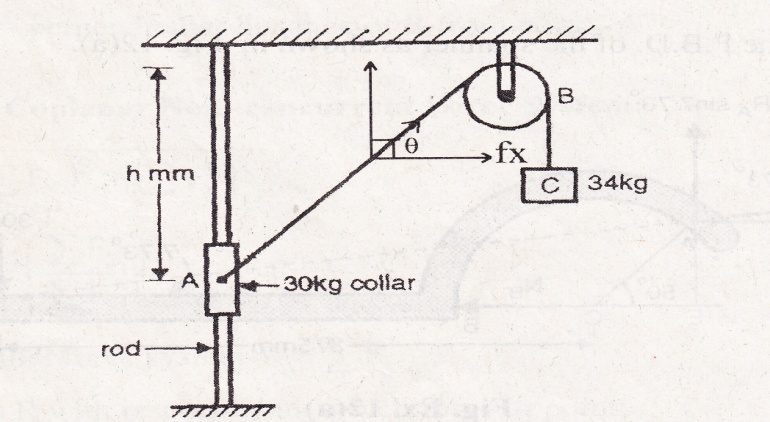 B
θ
fx
h mm
C 34kg
A
30kg collar
rod